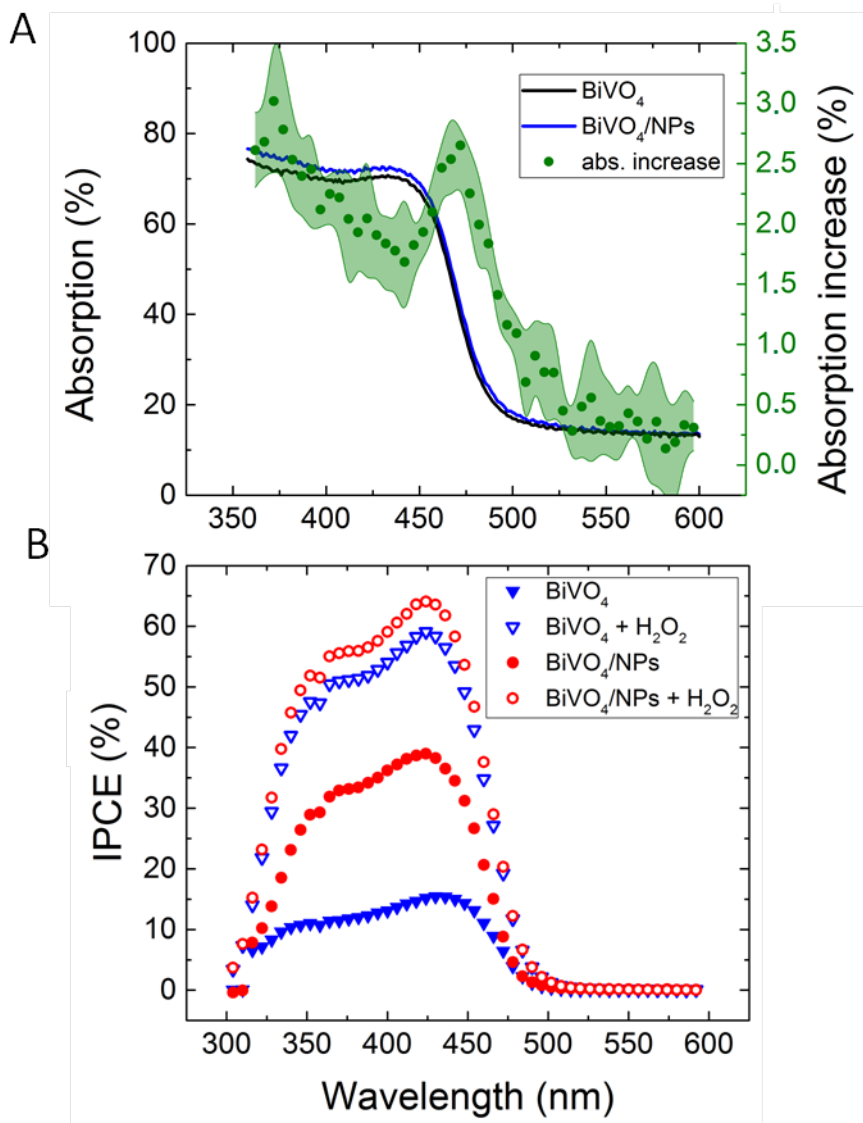 A
100
80
60
40
20
0
Absorption (%)
BiVO₄
BiVO₄/NPs
abs. increase
3.5
3.0
2.5
2.0
1.5
1.0
0.5
0.0
Absorption increase (%)
350 400 450 500 550 600
B
70
60
50
40
30
20
10
0
IPCE (%)
BiVO₄
BiVO₄ + H₂O₂
BiVO₄/NPs
BiVO₄/NPs + H₂O₂
300 350 400 450 500 550 600
Wavelength (nm)